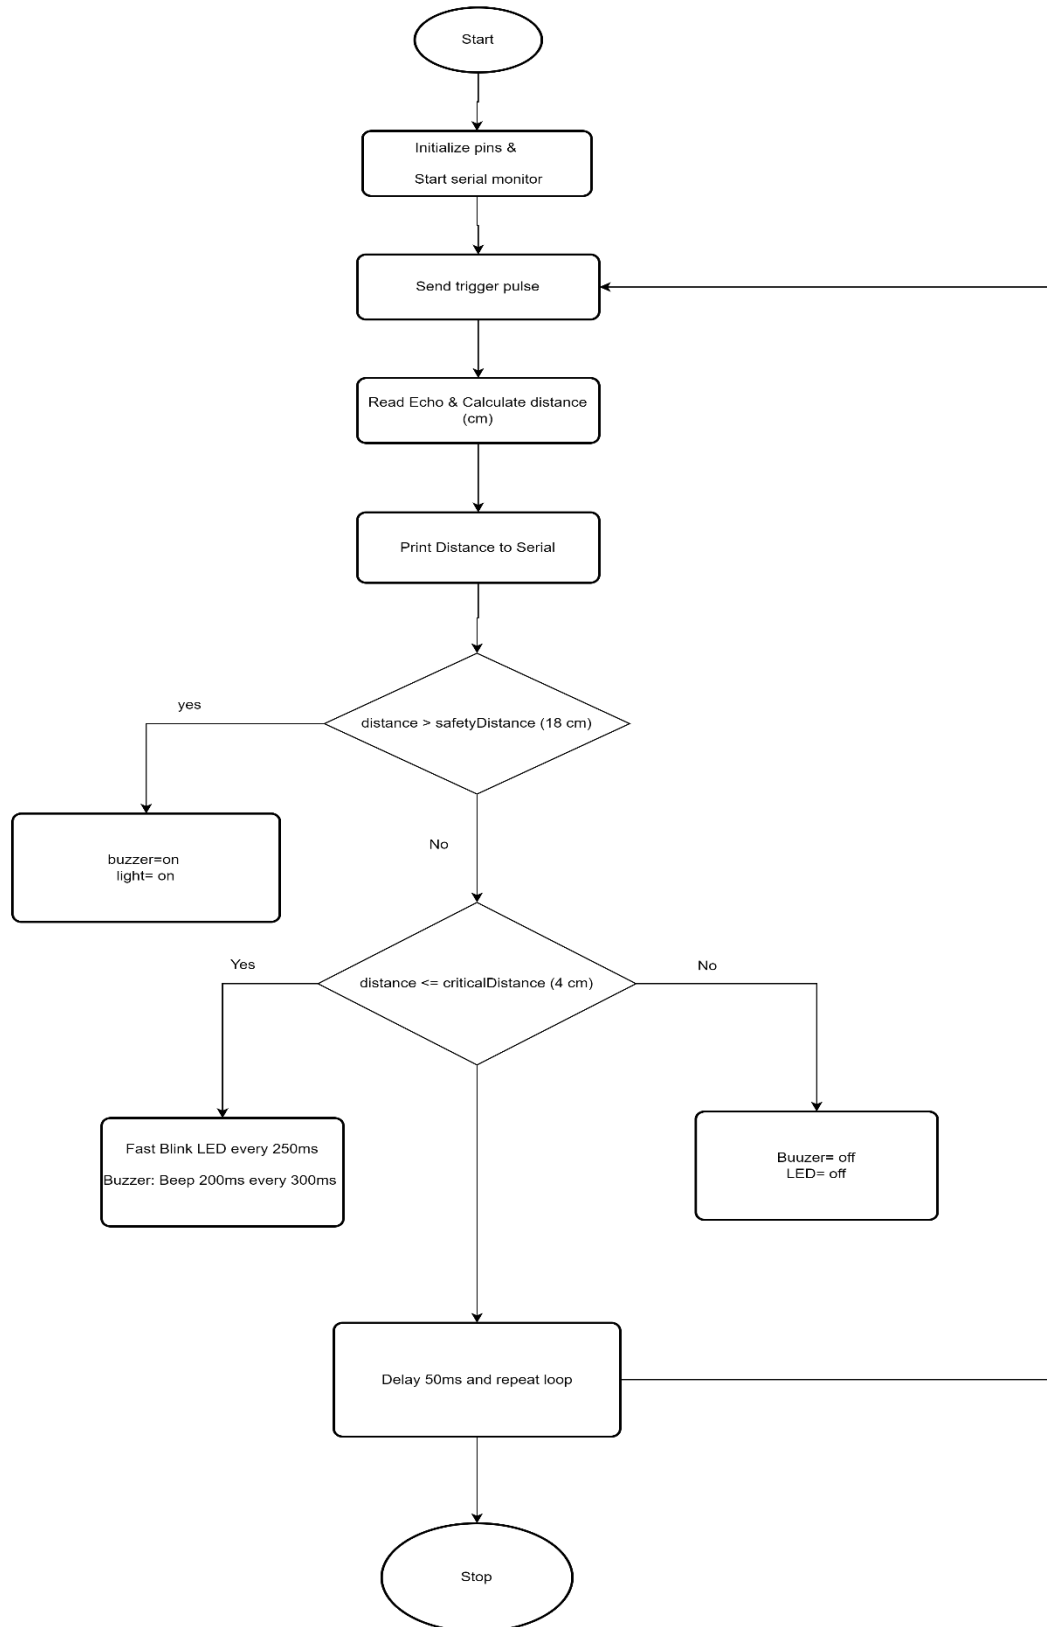 Start
Initialize pins &
Start serial monitor
Send trigger pulse
Read Echo & Calculate distance
(cm)
Print Distance to Serial
distance > safetyDistance (18 cm)
yes
buzzer=on
light= on
No
distance <= criticalDistance (4 cm)
Yes
No
Fast Blink LED every 250ms
Buzzer: Beep 200ms every 300ms
Buuzer= off
LED= off
Delay 50ms and repeat loop
Stop